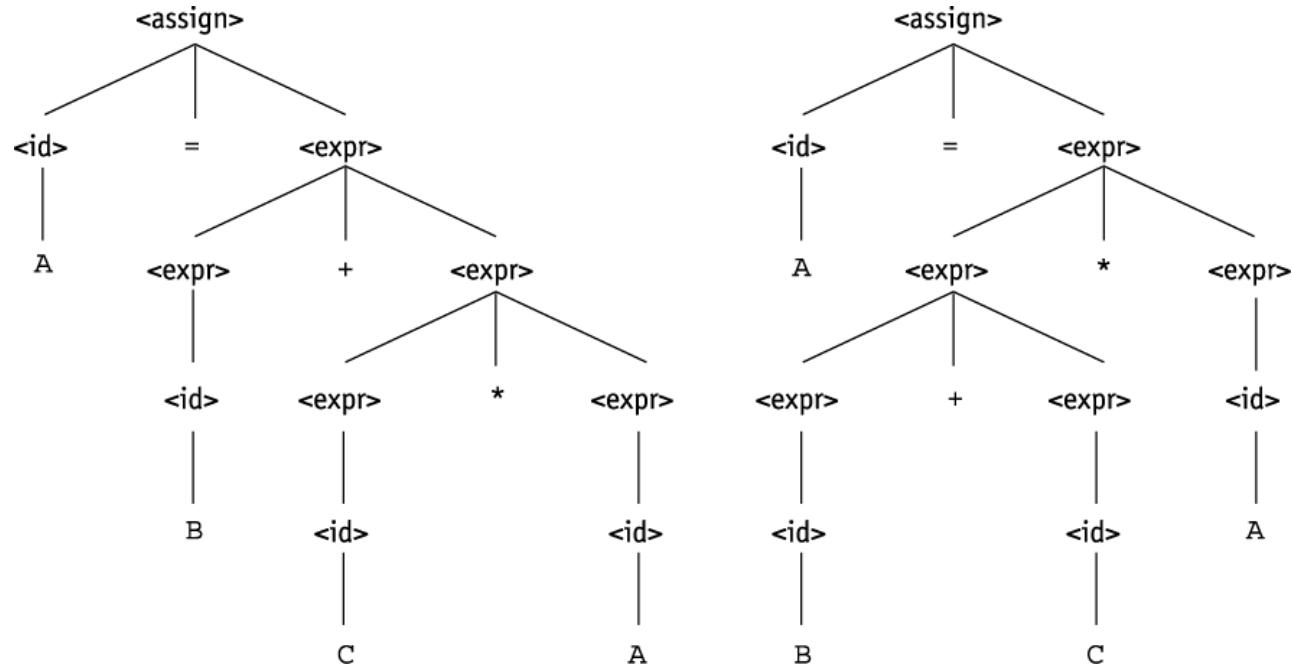 <assign> <assign>
<id> = <expr> <id> = <expr>
A <expr> + <expr> A <expr> * <expr>
<id> <expr> * <expr> <expr> + <expr> <id>
B <id> <id> <id> <id> A
C A B C